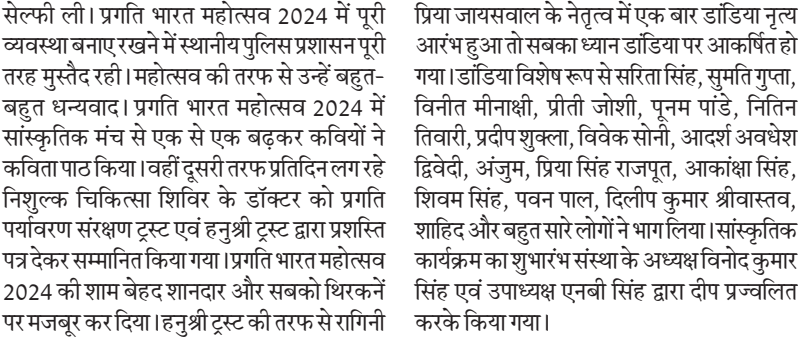 सेल्फी ली। प्रगति भारत महोत्सव 2024 में पूरी
व्यवस्था बनाए रखने में स्थानीय पुलिस प्रशासन पूरी
तरह मुस्तैद रही। महोत्सव की तरफ से उन्हें बहुत-
बहुत धन्यवाद। प्रगति भारत महोत्सव 2024 में
सांस्कृतिक मंच से एक से एक बढ़कर कवियों ने
कविता पाठ किया। वहीं दूसरी तरफ प्रतिदिन लग रहे
निशुल्क चिकित्सा शिविर के डॉक्टर को प्रगति
पर्यावरण संरक्षण ट्रस्ट एवं हनुश्री ट्रस्ट द्वारा प्रशस्ति
पत्र देकर सम्मानित किया गया। प्रगति भारत महोत्सव
2024 की शाम बेहद शानदार और सबको थिरकनें
पर मजबूर कर दिया। हनुश्री ट्रस्ट की तरफ से रागिनी
प्रिया जायसवाल के नेतृत्व में एक बार डांडिया नृत्य
आरंभ हुआ तो सबका ध्यान डांडिया पर आकर्षित हो
गया। डांडिया विशेष रूप से सरिता सिंह, सुमति गुप्ता,
विनीत मीनाक्षी, प्रीती जोशी, पूनम पांडे, नितिन
तिवारी, प्रदीप शुक्ला, विवेक सोनी, आदर्श अवधेश
द्विवेदी, अंजुम, प्रिया सिंह राजपूत, आकांक्षा सिंह,
शिवम सिंह, पवन पाल, दिलीप कुमार श्रीवास्तव,
शाहिद और बहुत सारे लोगों ने भाग लिया। सांस्कृतिक
कार्यक्रम का शुभारंभ संस्था के अध्यक्ष विनोद कुमार
सिंह एवं उपाध्यक्ष एनबी सिंह द्वारा दीप प्रज्वलित
करके किया गया।